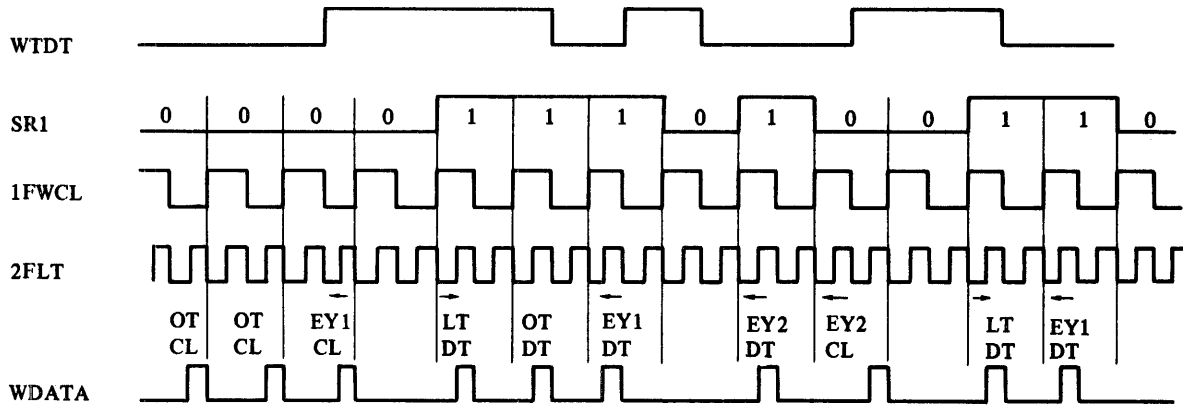 WTDT
SR1 0 0 0 0 1 1 1 0 1 0 0 1 1 0
1FWCL
2FLT
OT OT EY1 LT OT EY1 EY2 EY2 LT EY1
CL CL CL DT DT DT DT CL DT DT
WDATA